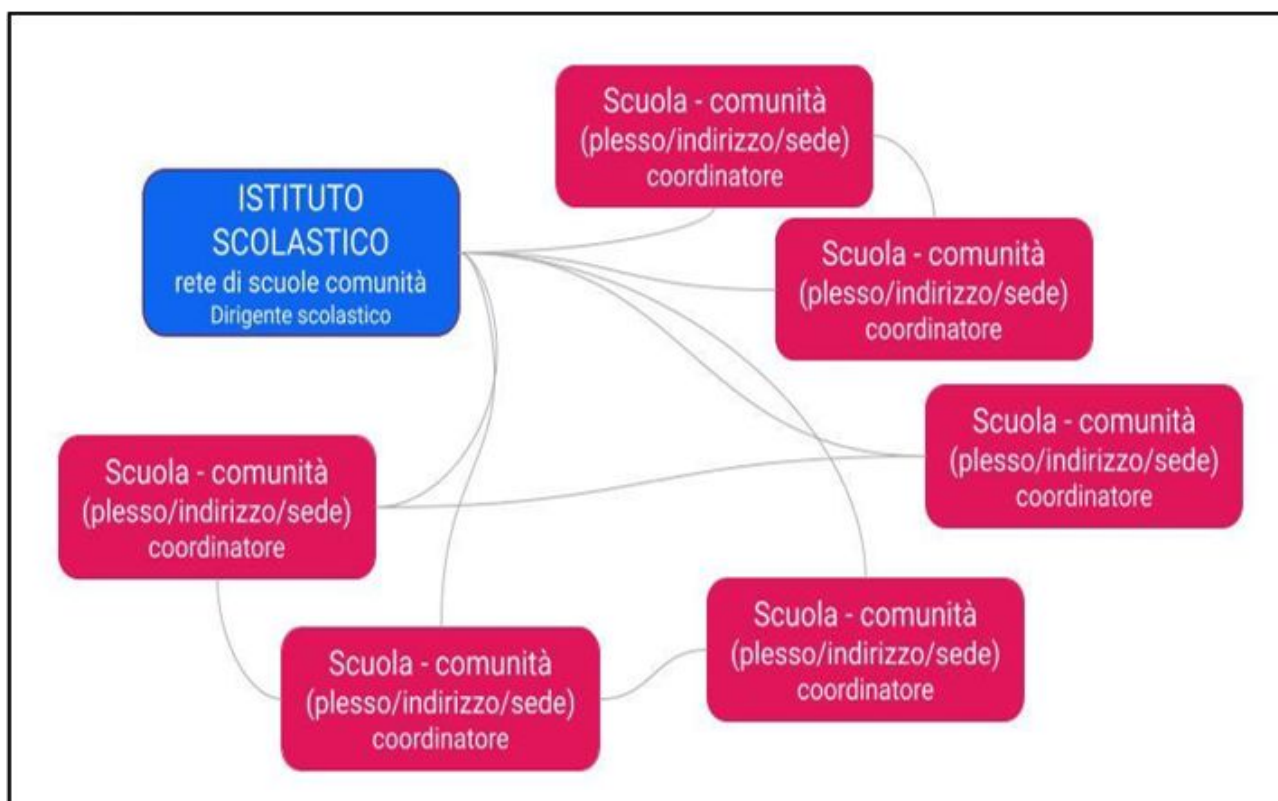 Scuola - comunità
(plesso/indirizzo/sede)
coordinatore
ISTITUTO
SCOLASTICO
rete di scuole comunità
Dirigente scolastico
Scuola - comunità
(plesso/indirizzo/sede)
coordinatore
Scuola - comunità
(plesso/indirizzo/sede)
coordinatore
Scuola - comunità
(plesso/indirizzo/sede)
coordinatore
Scuola - comunità
(plesso/indirizzo/sede)
coordinatore
Scuola - comunità
(plesso/indirizzo/sede)
coordinatore